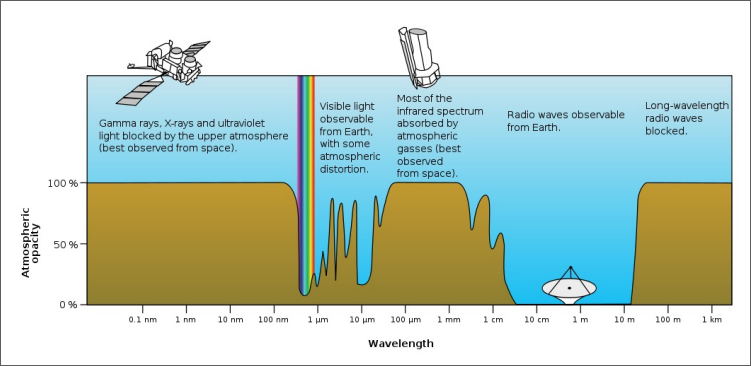 Gamma rays, X-rays and ultraviolet
light blocked by the upper atmosphere
(best observed from space).
Visible light
observable
from Earth,
with some
atmospheric
distortion.
Most of the
infrared spectrum
absorbed by
atmospheric
gasses (best
observed
from space).
Radio waves observable
from Earth.
Long-wavelength
radio waves
blocked.
Atmospheric
opacity
100 %
50 %
0 %
0.1 nm
1 nm
10 nm
100 nm
1 μm
10 μm
100 μm
1 mm
1 cm
10 cm
1 m
10 m
100 m
1 km
Wavelength